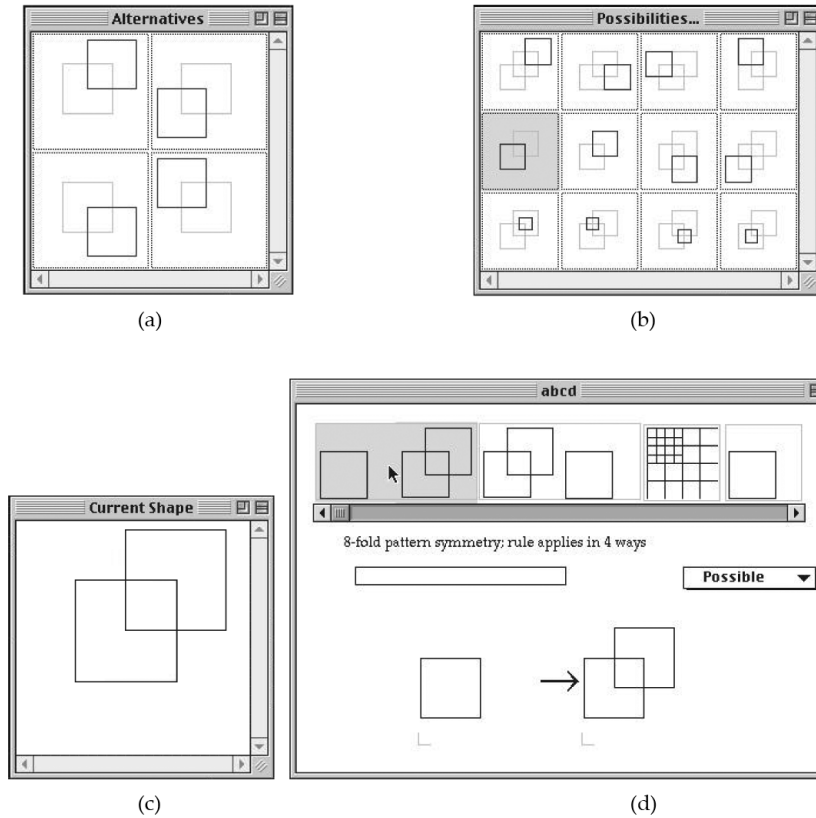 Alternatives
Possibilities...
(a)
(b)
abcd
8-fold pattern symmetry; rule applies in 4 ways
Possible
Current Shape
(c)
(d)